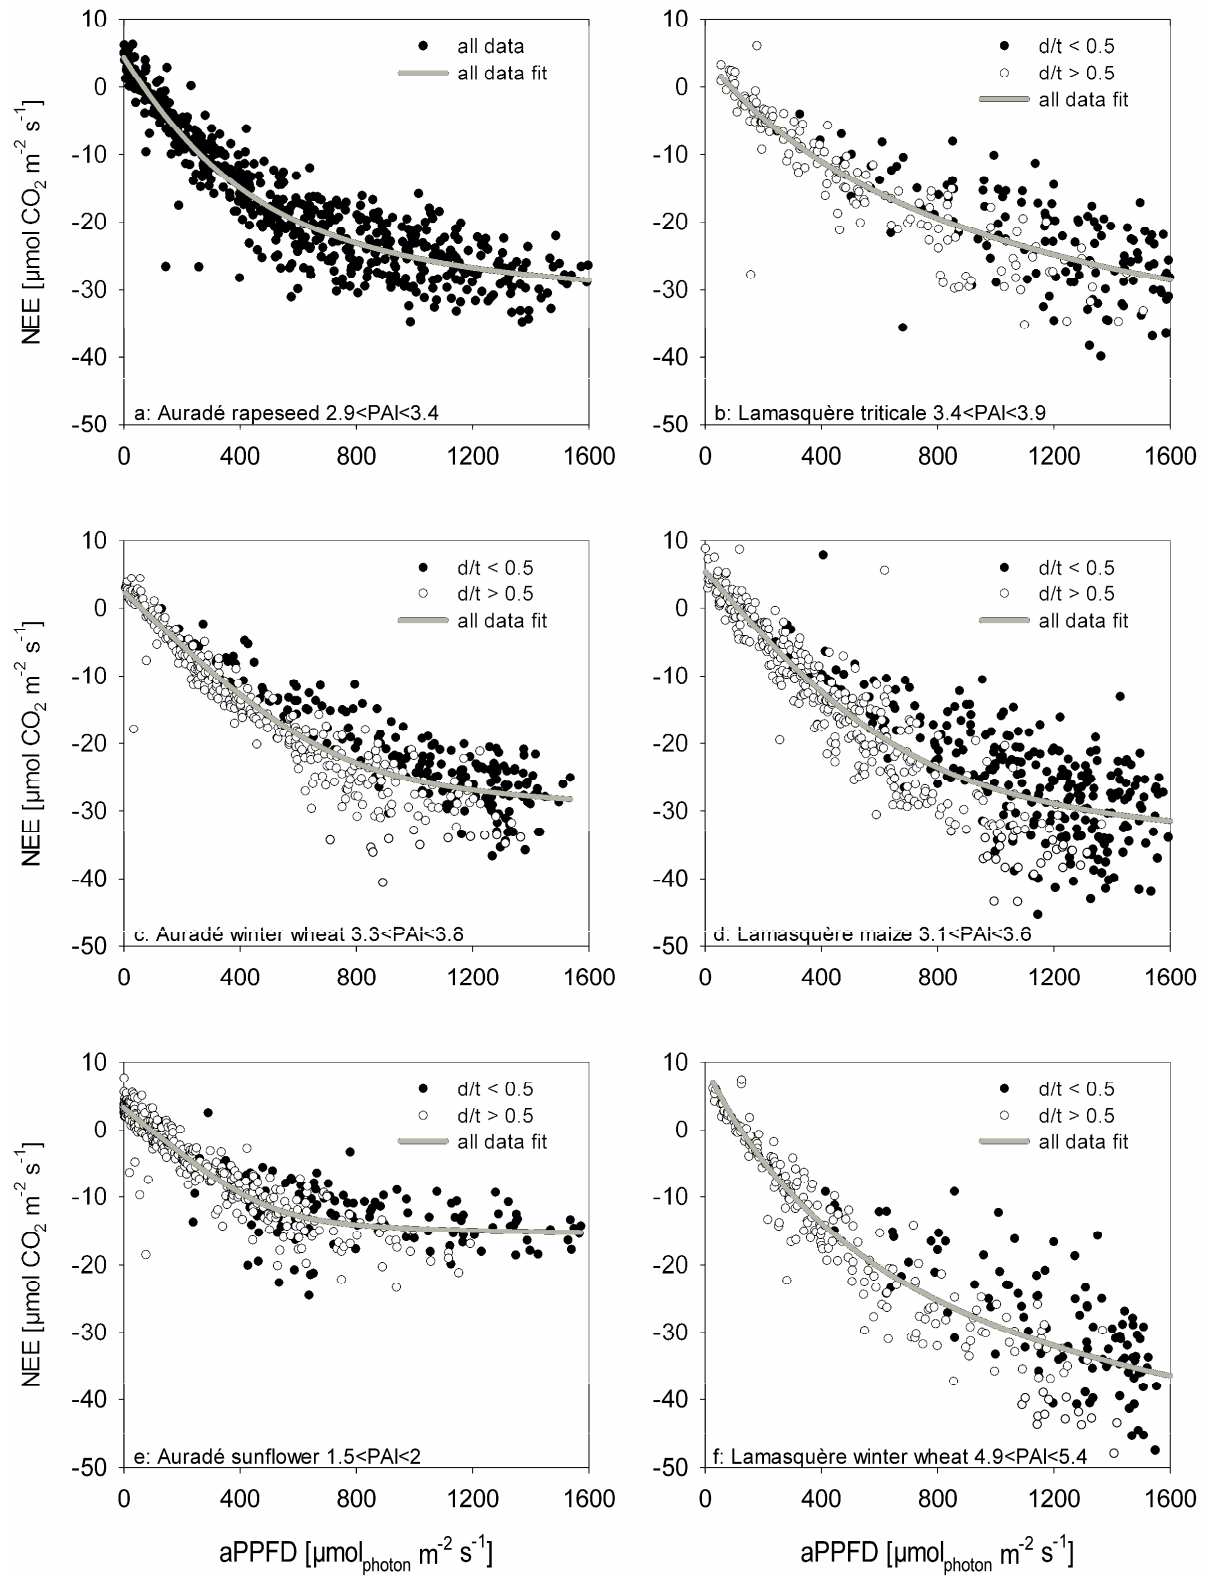 NEE [µmol CO2 m-2 s-1]
10
0
-10
-20
-30
-40
-50
all data
all data fit
a: Auradé rapeseed 2.9<PAI<3.4
0 400 800 1200 1600
10
0
-10
-20
-30
-40
-50
d/t < 0.5
d/t > 0.5
all data fit
b: Lamasquère triticale 3.4<PAI<3.9
0 400 800 1200 1600
NEE [µmol CO2 m-2 s-1]
10
0
-10
-20
-30
-40
-50
d/t < 0.5
d/t > 0.5
all data fit
c: Auradé winter wheat 3.3<PAI<3.8
0 400 800 1200 1600
10
0
-10
-20
-30
-40
-50
d/t < 0.5
d/t > 0.5
all data fit
d: Lamasquère maize 3.1<PAI<3.6
0 400 800 1200 1600
NEE [µmol CO2 m-2 s-1]
10
0
-10
-20
-30
-40
-50
d/t < 0.5
d/t > 0.5
all data fit
e: Auradé sunflower 1.5<PAI<2
0 400 800 1200 1600
aPPFD [µmolphoton m-2 s-1]
10
0
-10
-20
-30
-40
-50
d/t < 0.5
d/t > 0.5
all data fit
f: Lamasquère winter wheat 4.9<PAI<5.4
0 400 800 1200 1600
aPPFD [µmolphoton m-2 s-1]